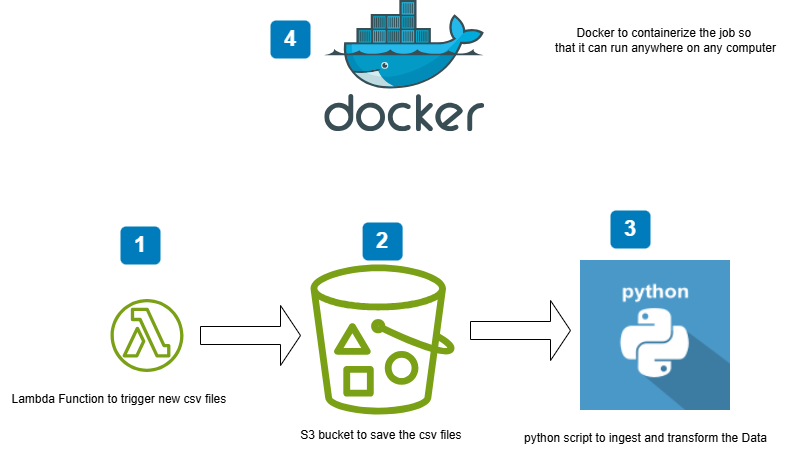 4
docker
Docker to containerize the job so
that it can run anywhere on any computer
1
2
3
python
Lambda Function to trigger new csv files
S3 bucket to save the csv files
python script to ingest and transform the Data